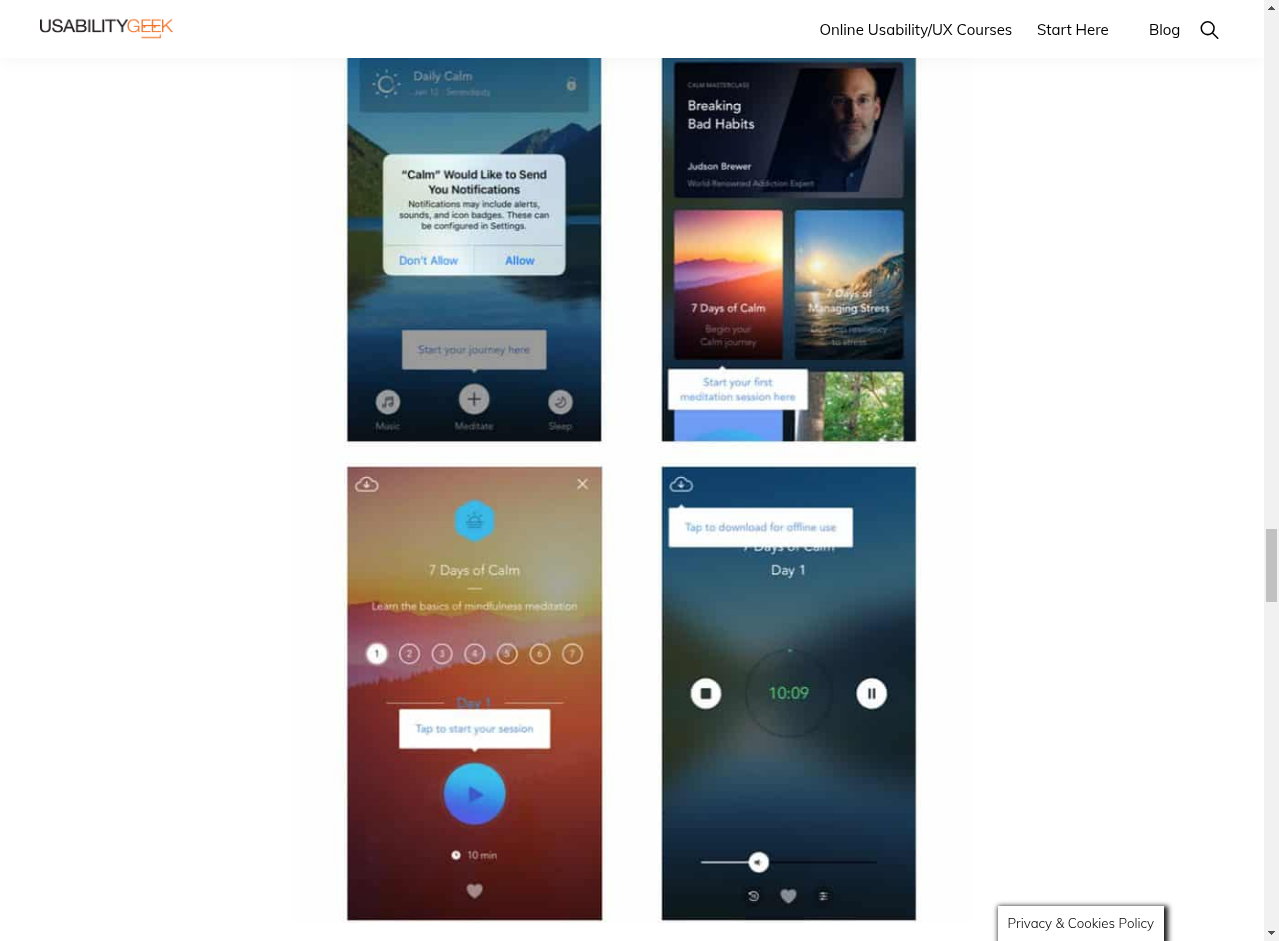 USABILITYGEEK
Online Usability/UX Courses
Start Here
Blog
Daily Calm
Jan 12 · Serendipity
"Calm" Would Like to Send
You Notifications
Notifications may include alerts,
sounds, and icon badges. These can
be configured in Settings.
Don't Allow
Allow
Start your journey here
Music
Meditate
Sleep
CALM MASTERCLASS
Breaking
Bad Habits
Judson Brewer
World-Renowned Addiction Expert
7 Days of Calm
Begin your
Calm journey
7 Days of
Managing Stress
Develop resiliency
to stress
Start your first
meditation session here
7 Days of Calm
Learn the basics of mindfulness meditation
1 2 3 4 5 6 7
Day 1
Tap to start your session
10 min
Tap to download for offline use
7 Days of Calm
Day 1
10:09
Privacy & Cookies Policy